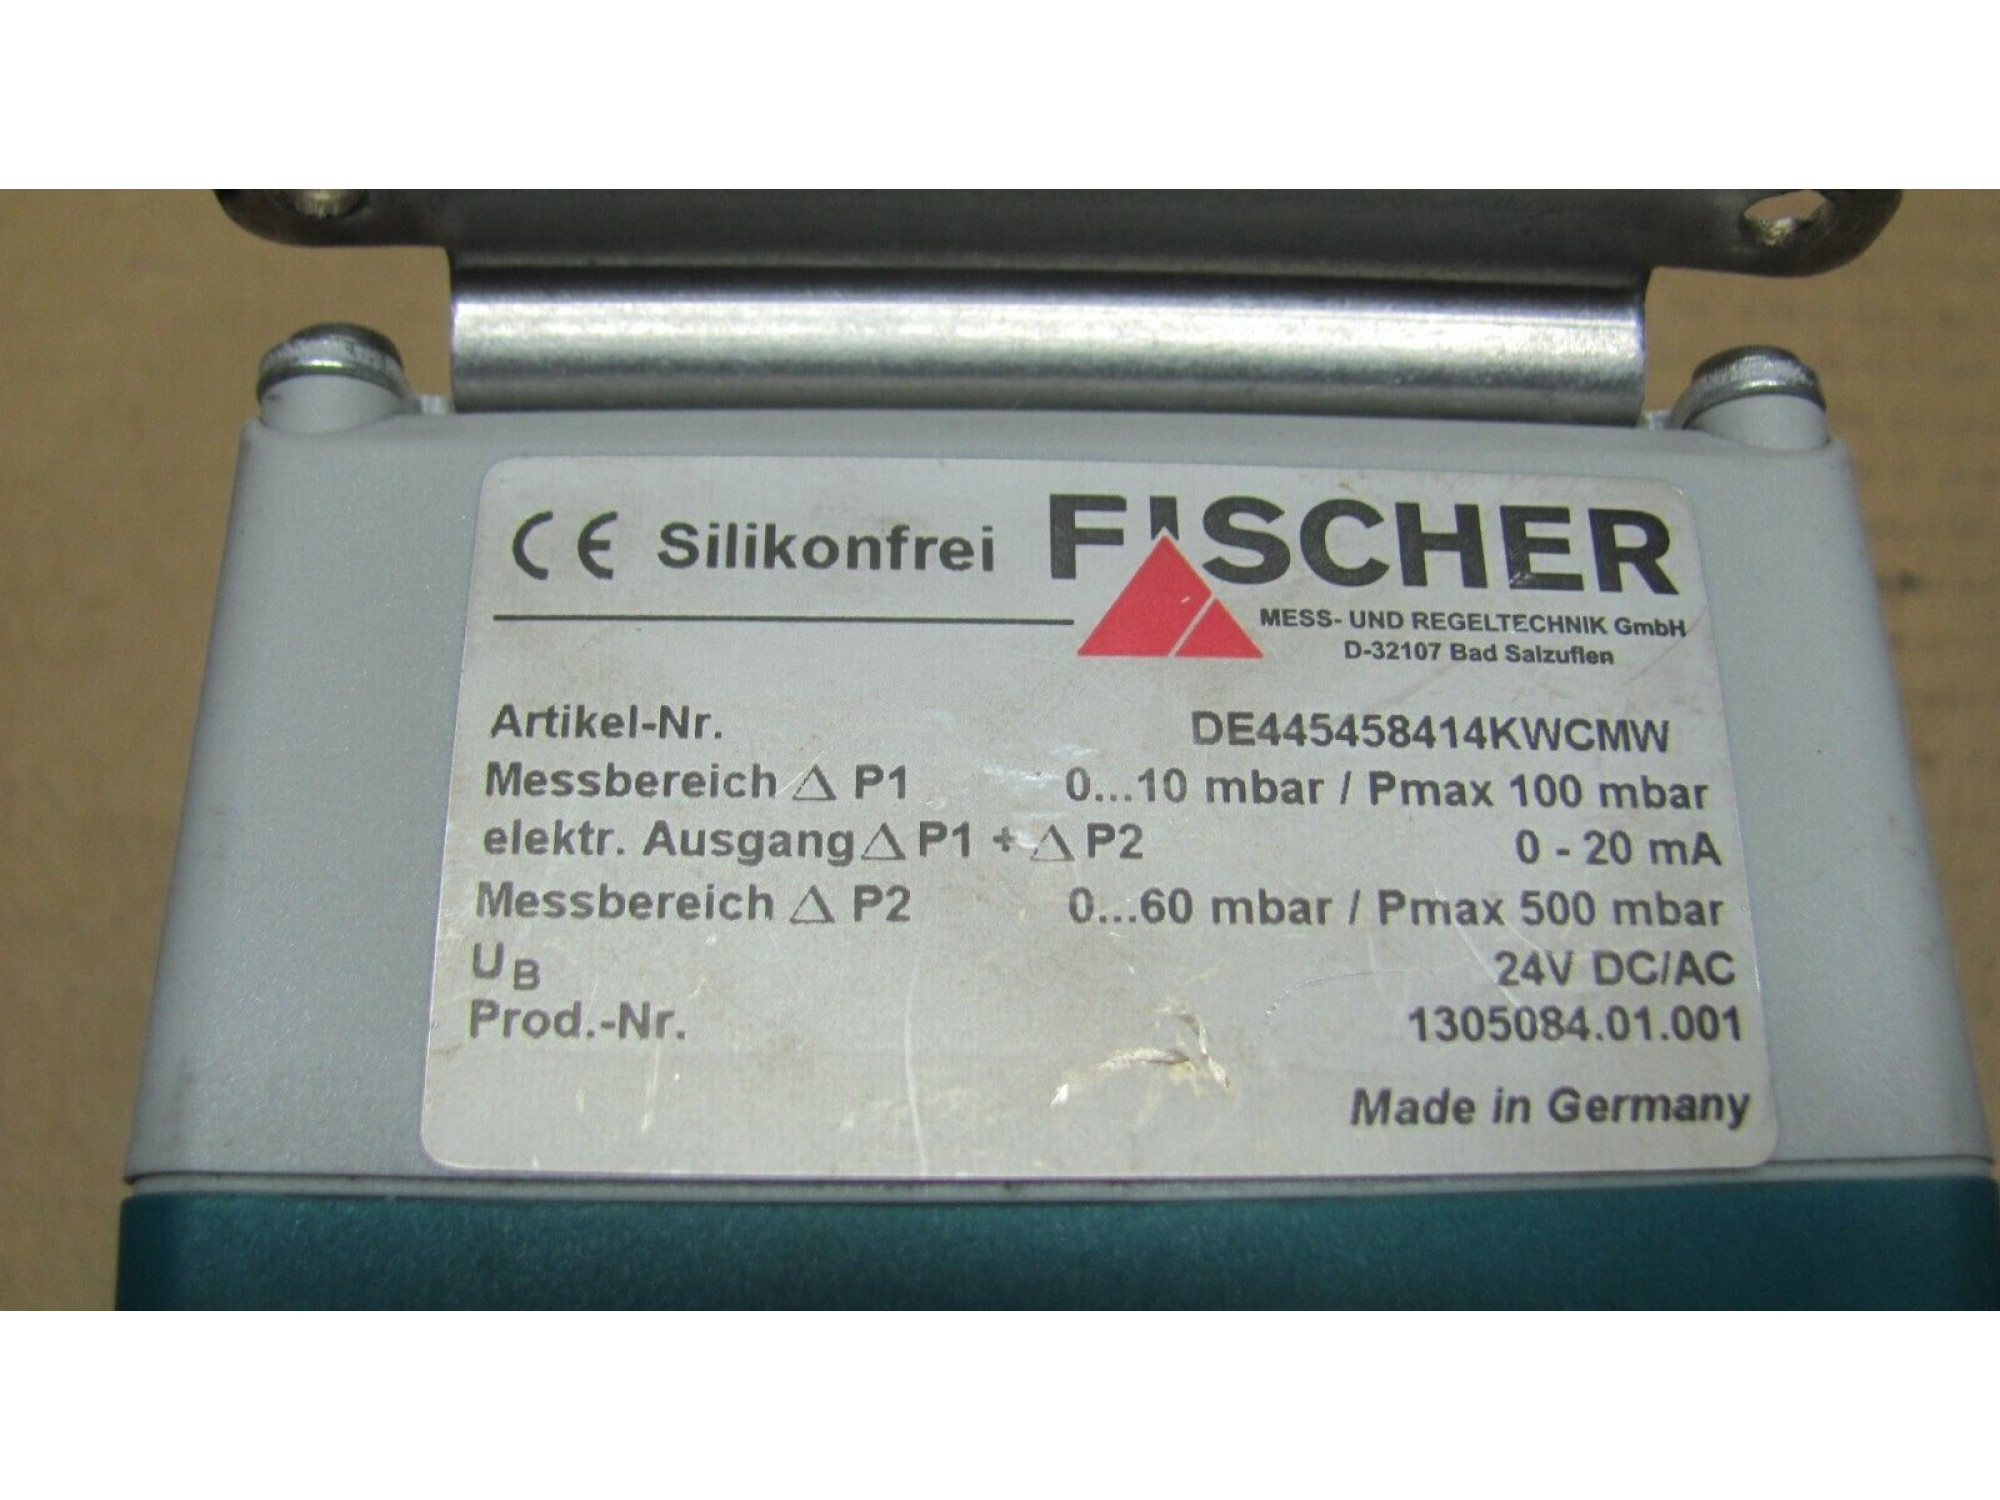 CE Silikonfrei FISCHER
MESS- UND REGELTECHNIK GmbH
D-32107 Bad Salzuflen
Artikel-Nr. DE445458414KWCMW
Messbereich Δ P1 0...10 mbar / Pmax 100 mbar
elektr. Ausgang Δ P1 + Δ P2 0 - 20 mA
Messbereich Δ P2 0...60 mbar / Pmax 500 mbar
UB 24V DC/AC
Prod.-Nr. 1305084.01.001
Made in Germany